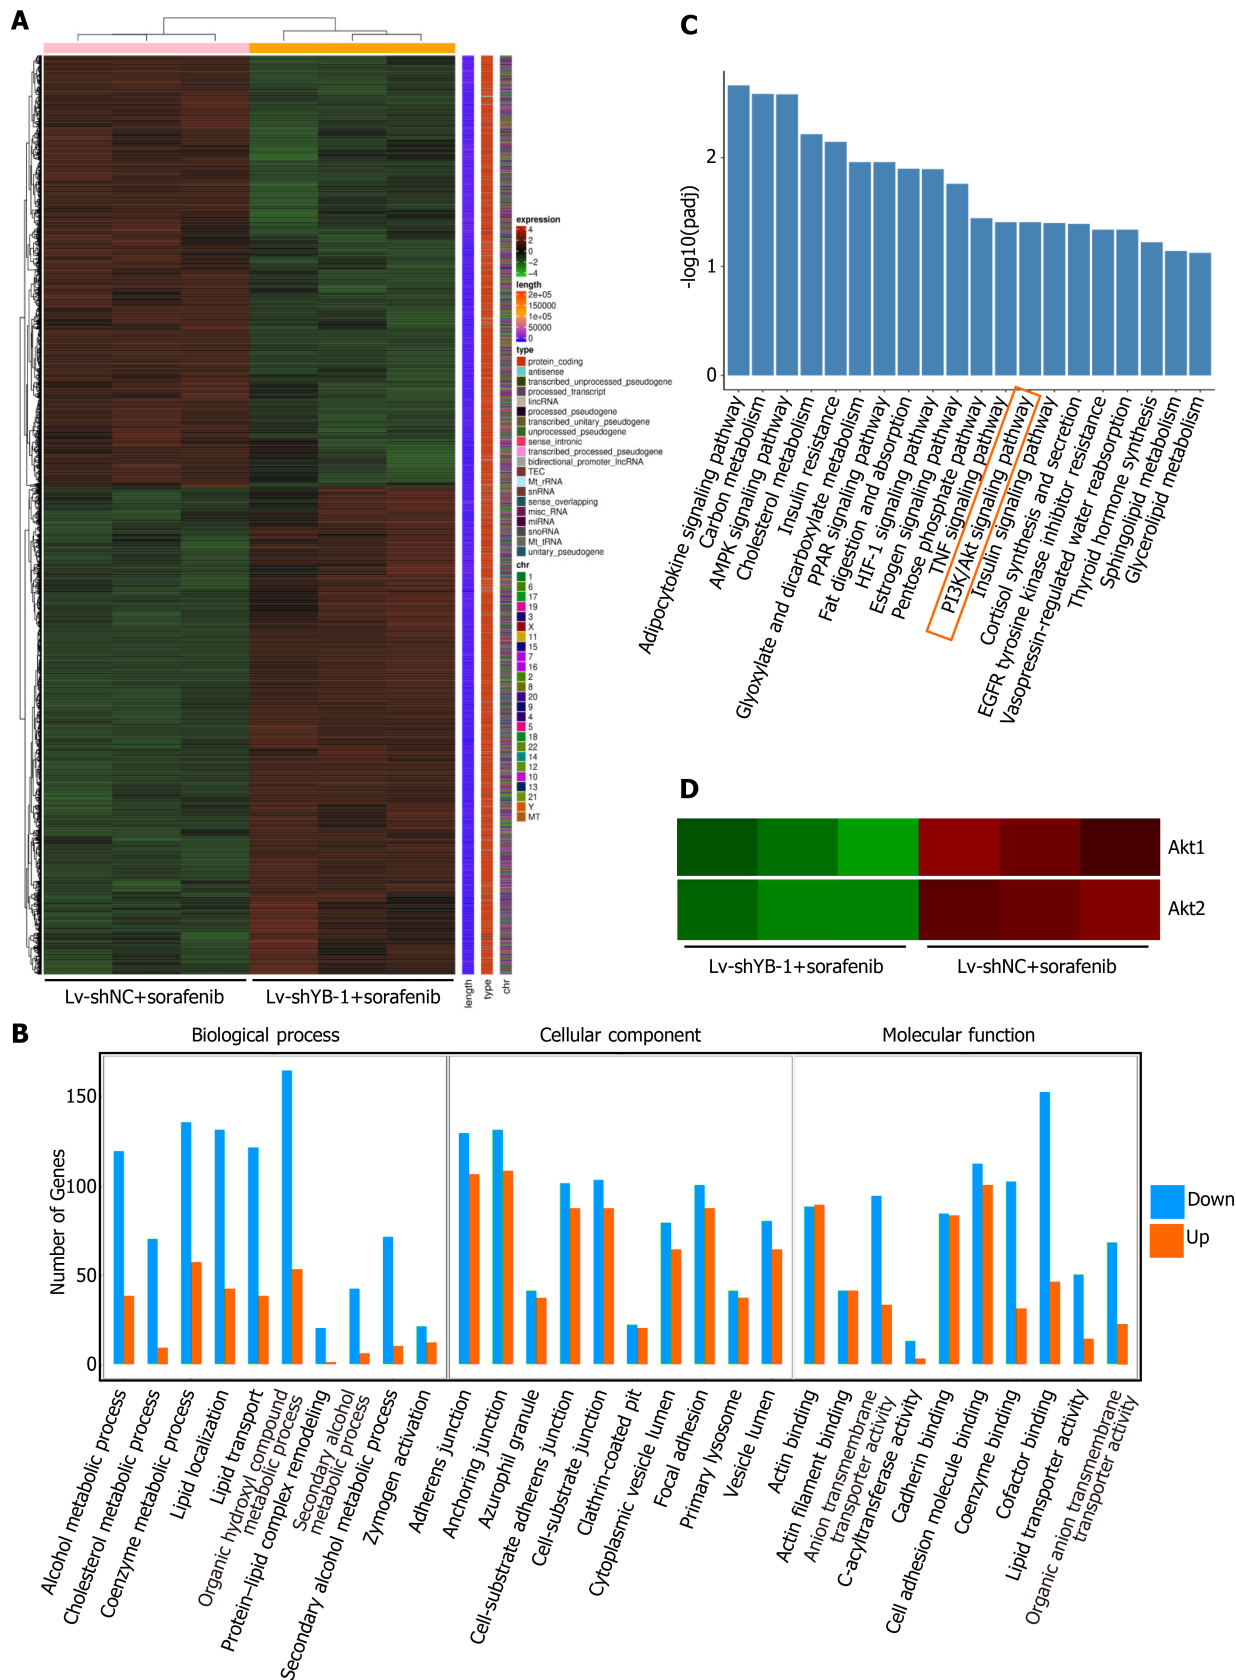 A
expression
4
2
0
−2
−4
length
2e+05
150000
1e+05
50000
0
type
protein_coding
antisense
transcribed_unprocessed_pseudogene
processed_transcript
lincRNA
processed_pseudogene
transcribed_unitary_pseudogene
unprocessed_pseudogene
sense_intronic
transcribed_processed_pseudogene
bidirectional_promoter_lncRNA
TEC
Mt_rRNA
snRNA
sense_overlapping
misc_RNA
miRNA
snoRNA
Mt_tRNA
unitary_pseudogene
chr
1
6
17
19
3
X
11
15
7
16
2
8
20
9
4
5
18
22
14
12
10
13
21
Y
MT
length
type
chr
Lv-shNC+sorafenib
Lv-shYB-1+sorafenib
C
-log10(padj)
2
1
0
Adipocytokine signaling pathway
Carbon metabolism
AMPK signaling pathway
Cholesterol metabolism
Insulin resistance
Glyoxylate and dicarboxylate metabolism
PPAR signaling pathway
Fat digestion and absorption
HIF-1 signaling pathway
Estrogen signaling pathway
Pentose phosphate pathway
TNF signaling pathway
PI3K/Akt signaling pathway
Insulin signaling pathway
Cortisol synthesis and secretion
EGFR tyrosine kinase inhibitor resistance
Vasopressin-regulated water reabsorption
Thyroid hormone synthesis
Sphingolipid metabolism
Glycerolipid metabolism
D
Akt1
Akt2
Lv-shYB-1+sorafenib
Lv-shNC+sorafenib
B
Biological process
Cellular component
Molecular function
Number of Genes
150
100
50
0
Down
Up
Alcohol metabolic process
Cholesterol metabolic process
Coenzyme metabolic process
Lipid localization
Lipid transport
Organic hydroxyl compound
metabolic process
Protein−lipid complex remodeling
Secondary alcohol
metabolic process
Secondary alcohol metabolic process
Zymogen activation
Adherens junction
Anchoring junction
Azurophil granule
Cell-substrate adherens junction
Cell-substrate junction
Clathrin-coated pit
Cytoplasmic vesicle lumen
Focal adhesion
Primary lysosome
Vesicle lumen
Actin binding
Actin filament binding
Anion transmembrane
transporter activity
C-acyltransferase activity
Cadherin binding
Cell adhesion molecule binding
Coenzyme binding
Cofactor binding
Lipid transporter activity
Organic anion transmembrane
transporter activity